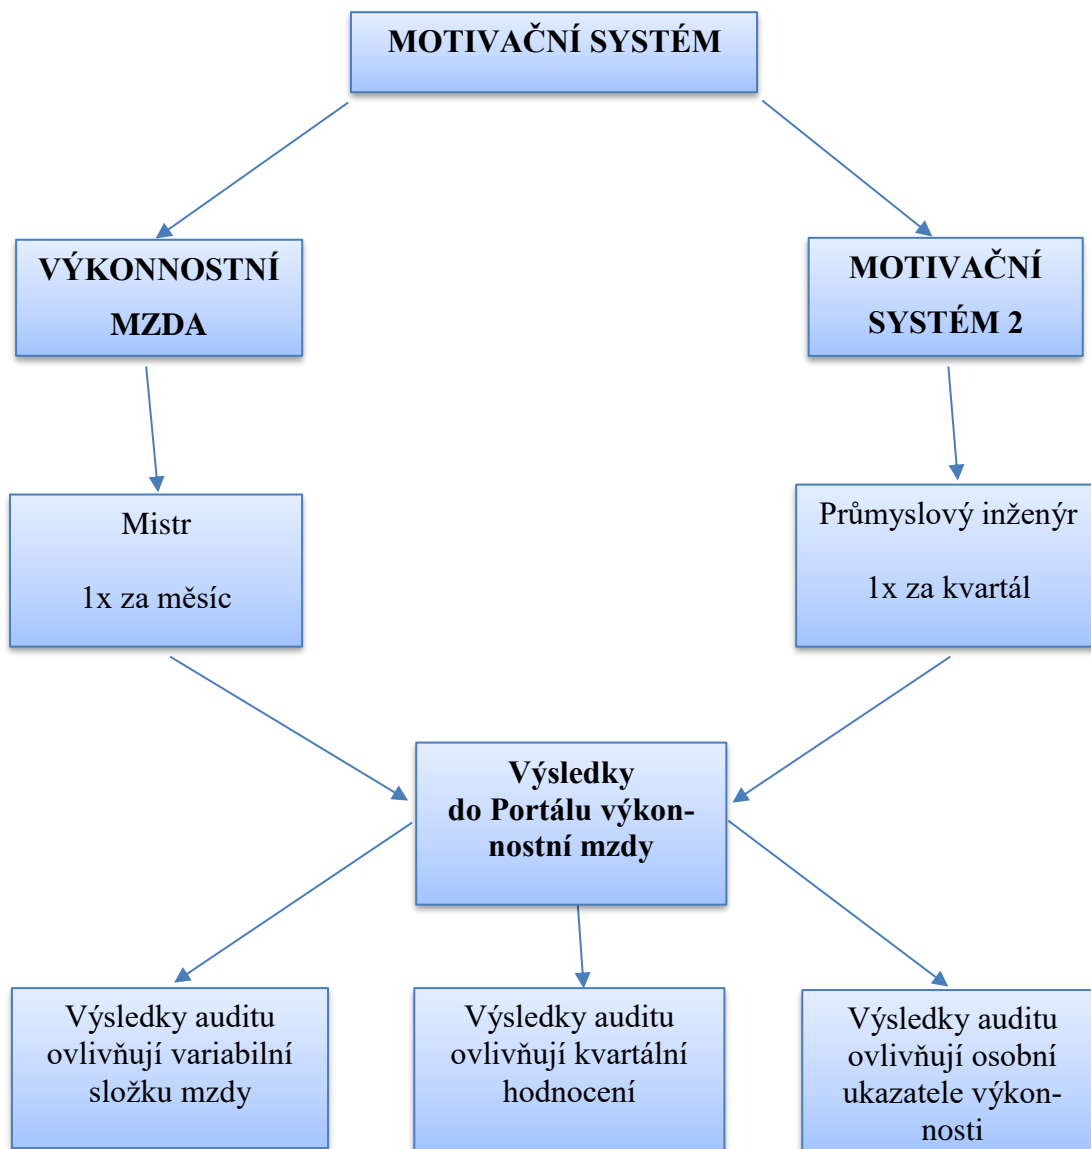 MOTIVAČNÍ SYSTÉM
VÝKONNOSTNÍ
MZDA
MOTIVAČNÍ
SYSTÉM 2
Mistr
1x za měsíc
Průmyslový inženýr
1x za kvartál
Výsledky
do Portálu výkon-
nostní mzdy
Výsledky auditu
ovlivňují variabilní
složku mzdy
Výsledky auditu
ovlivňují kvartální
hodnocení
Výsledky auditu
ovlivňují osobní
ukazatele výkon-
nosti